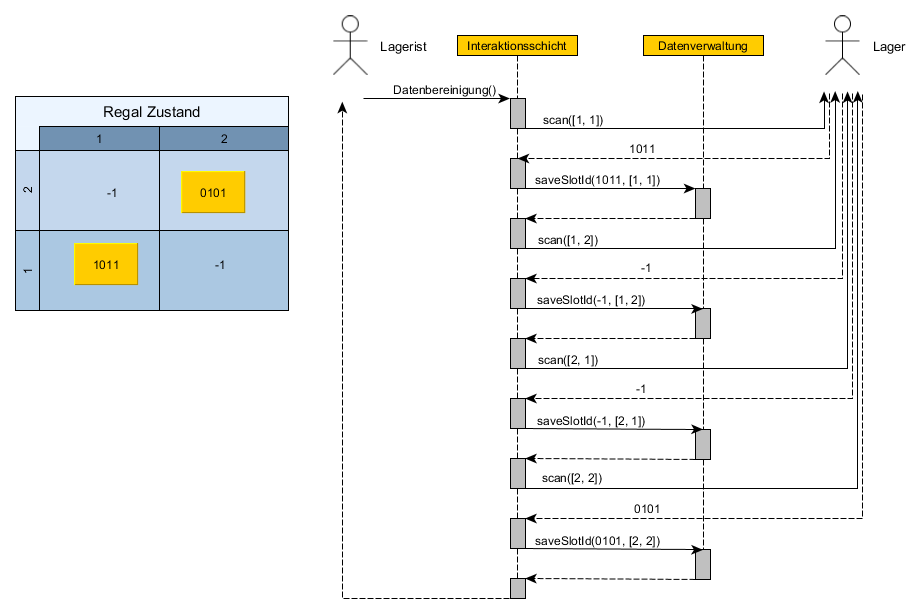 Lagerist
Interaktionsschicht
Datenverwaltung
Lager
Regal Zustand
1
2
2
-1
0101
1
1011
-1
Datenbereinigung()
scan([1, 1])
1011
saveSlotId(1011, [1, 1])
scan([1, 2])
-1
saveSlotId(-1, [1, 2])
scan([2, 1])
-1
saveSlotId(-1, [2, 1])
scan([2, 2])
0101
saveSlotId(0101, [2, 2])